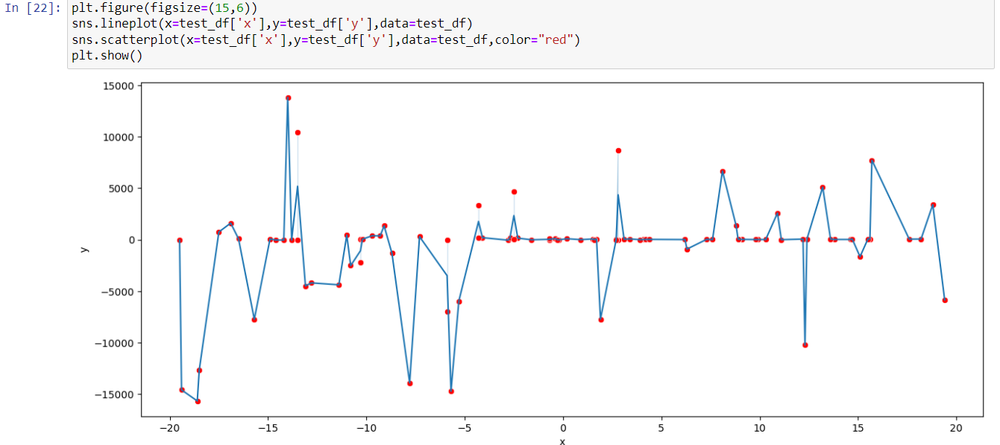 In [22]: plt.figure(figsize=(15,6))
sns.lineplot(x=test_df['x'],y=test_df['y'],data=test_df)
sns.scatterplot(x=test_df['x'],y=test_df['y'],data=test_df,color="red")
plt.show()
15000
10000
5000
0
−5000
−10000
−15000
y
−20 −15 −10 −5 0 5 10 15 20
x